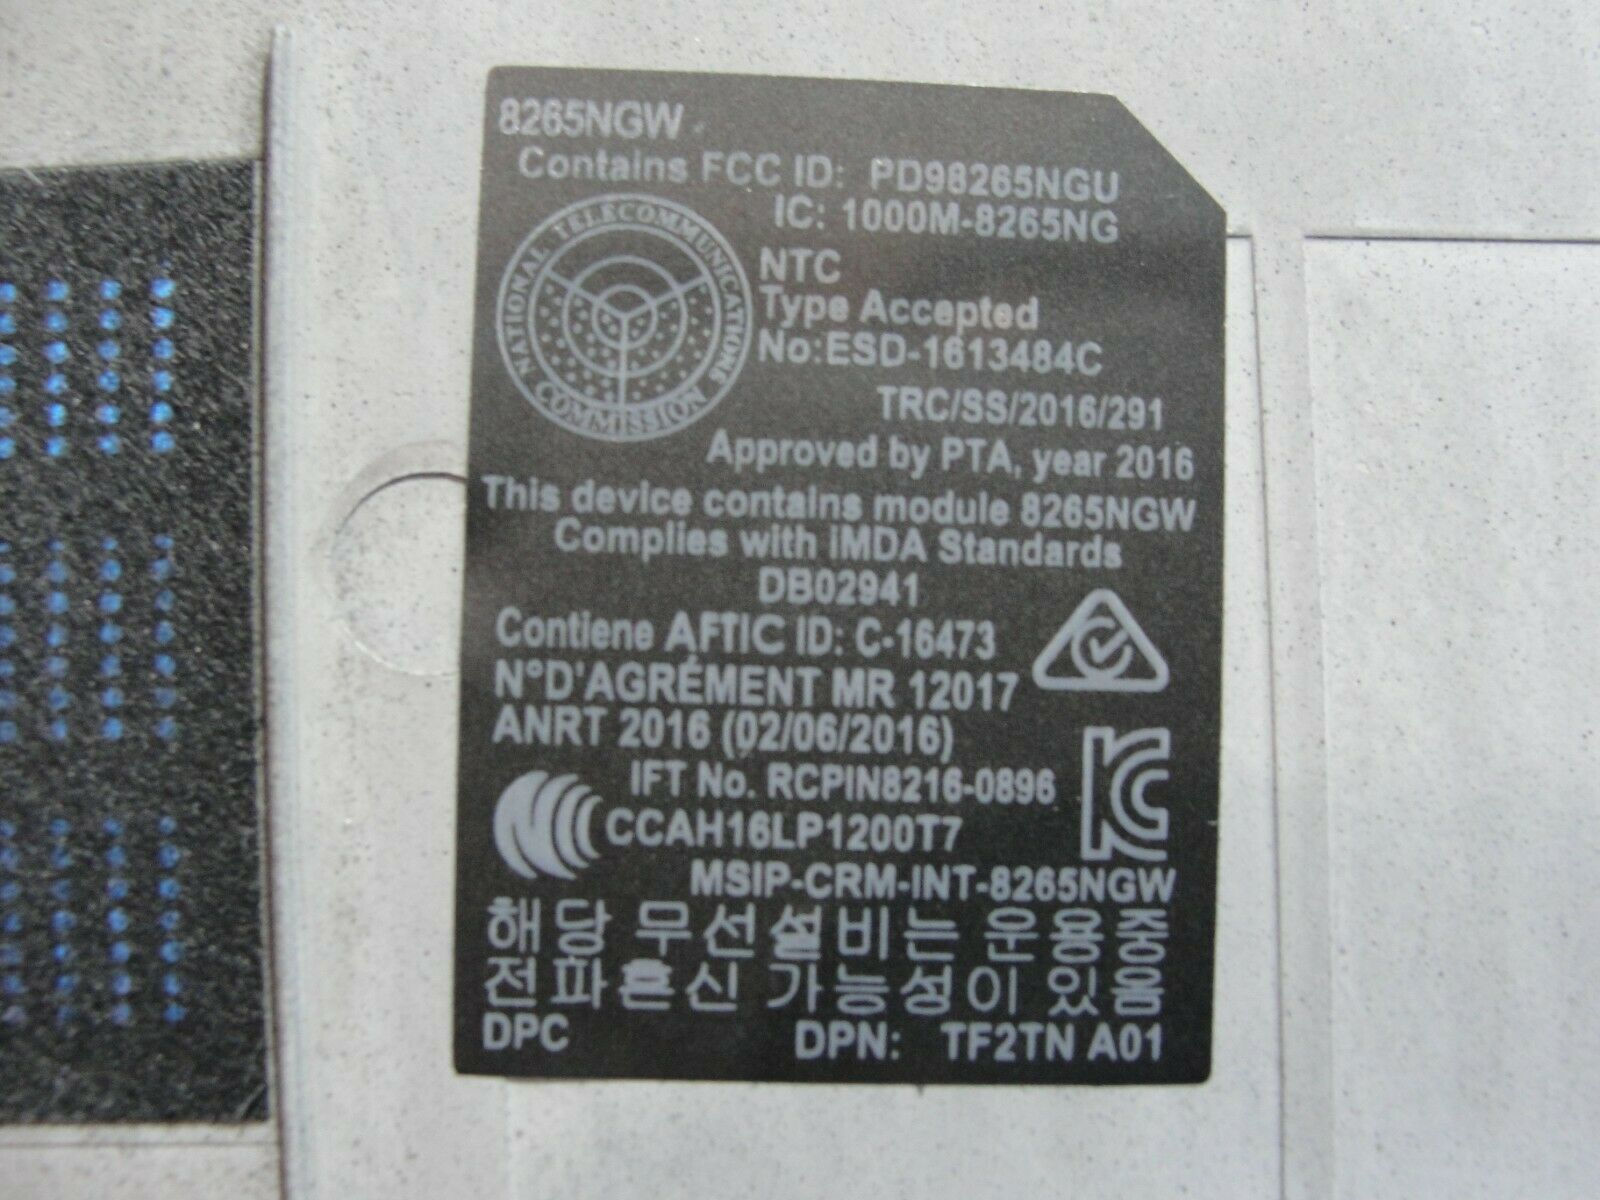 8265NGW
Contains FCC ID: PD98265NGU
IC: 1000M-8265NG
NATIONAL TELECOMMUNICATIONS COMMISSION
NTC
Type Accepted
No:ESD-1613484C
TRC/SS/2016/291
Approved by PTA, year 2016
This device contains module 8265NGW
Complies with iMDA Standards
DB02941
Contiene AFTIC ID: C-16473
N°D'AGRÉMENT MR 12017
ANRT 2016 (02/06/2016)
IFT No. RCPIN8216-0896
CCAH16LP1200T7
MSIP-CRM-INT-8265NGW
해당 무선설비는 운용중
전파혼신 가능성이 있음
DPC DPN: TF2TN A01